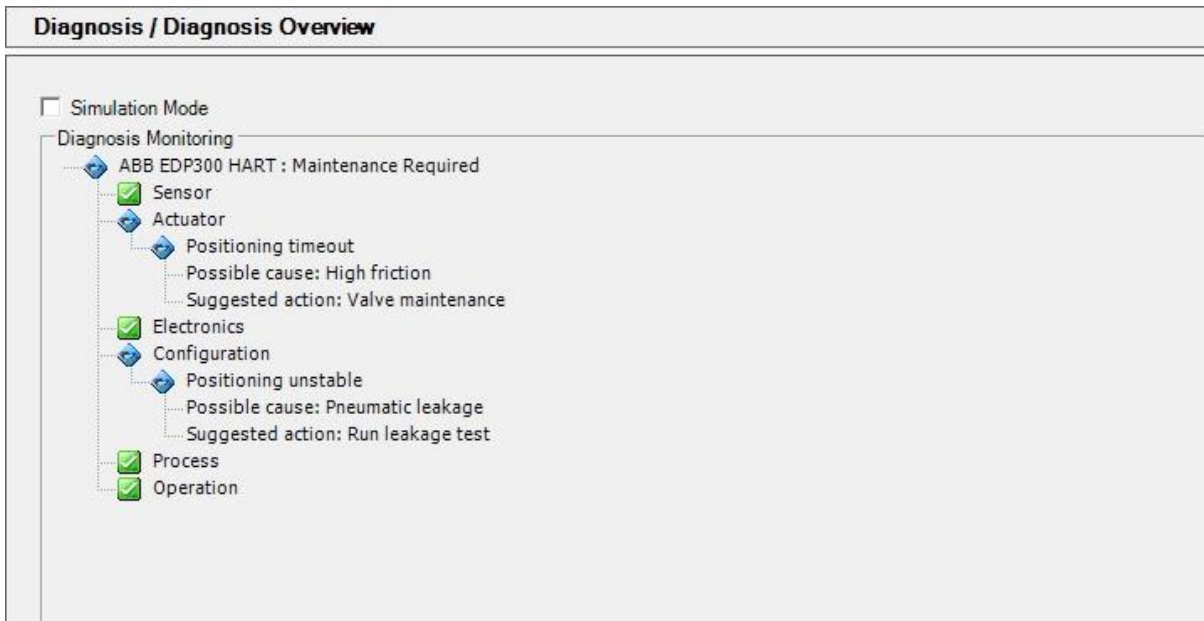 Diagnosis / Diagnosis Overview
Simulation Mode
Diagnosis Monitoring
ABB EDP300 HART : Maintenance Required
Sensor
Actuator
Positioning timeout
Possible cause: High friction
Suggested action: Valve maintenance
Electronics
Configuration
Positioning unstable
Possible cause: Pneumatic leakage
Suggested action: Run leakage test
Process
Operation